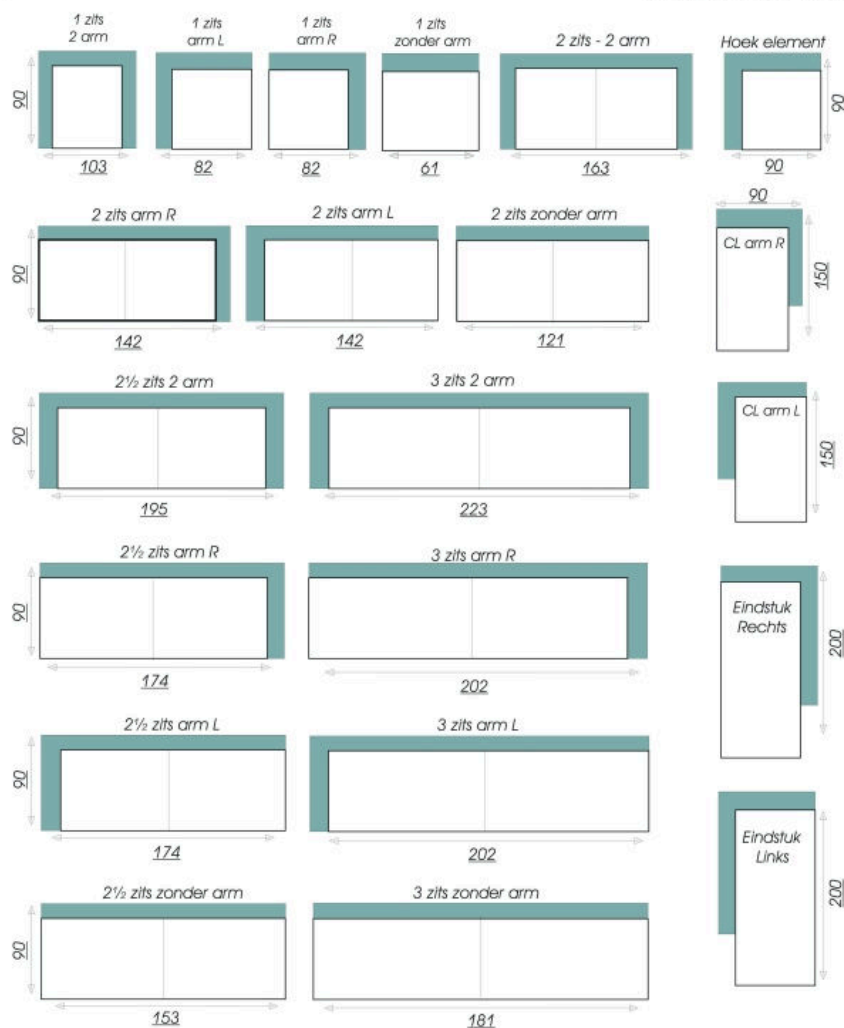 1 zits
2 arm
1 zits
arm L
1 zits
arm R
1 zits
zonder arm
2 zits - 2 arm
Hoek element
90
90
103
82
82
61
163
90
2 zits arm R
2 zits arm L
2 zits zonder arm
90
CL arm R
90
150
142
142
121
2½ zits 2 arm
3 zits 2 arm
CL arm L
90
150
195
223
2½ zits arm R
3 zits arm R
90
Eindstuk
Rechts
200
174
202
2½ zits arm L
3 zits arm L
90
174
202
Eindstuk
Links
200
2½ zits zonder arm
3 zits zonder arm
90
153
181